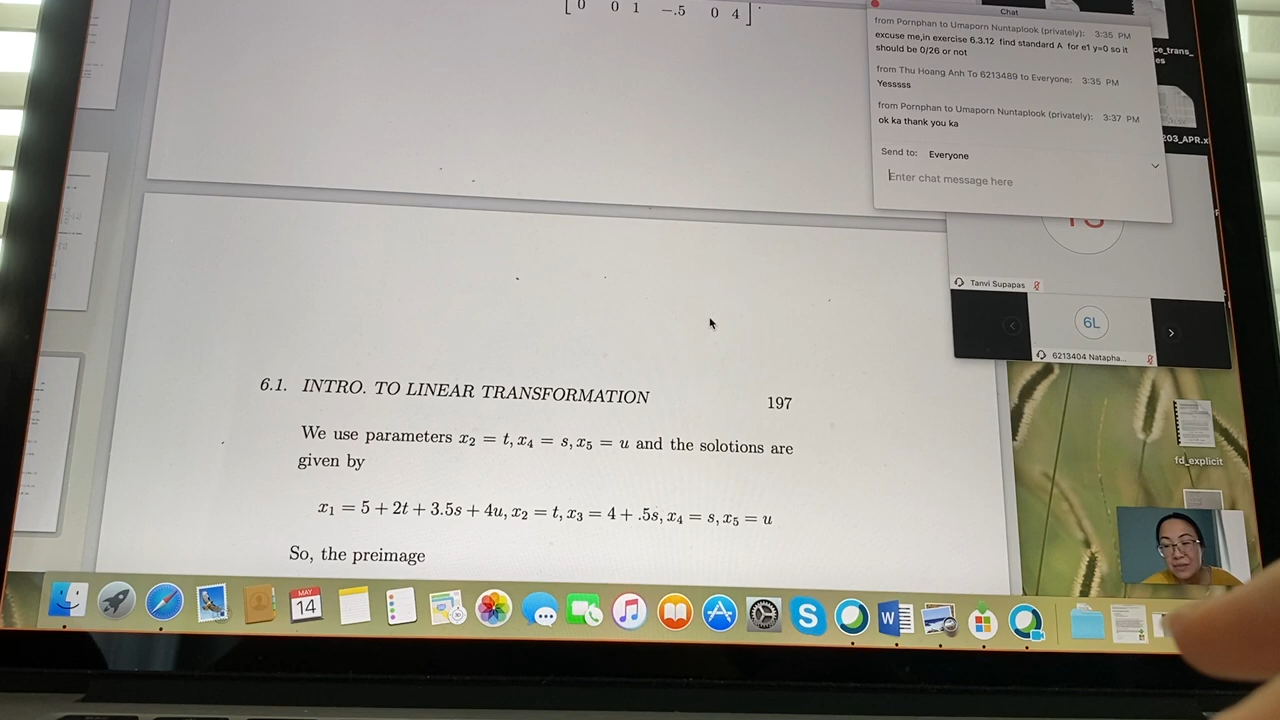 [ 0 0 1 −.5 0 4 ] .
Chat
from Pornphan to Umaporn Nuntaplook (privately): 3:35 PM
excuse me,in exercise 6.3.12 find standard A for e1 y=0 so it
should be 0/26 or not
from Thu Hoang Anh To 6213489 to Everyone: 3:35 PM
Yesssss
from Pornphan to Umaporn Nuntaplook (privately): 3:37 PM
ok ka thank you ka
Send to: Everyone
Enter chat message here
ce_trans_
es
203_APR.x
Tanvi Supapas
6L
6213404 Natapha...
6.1. INTRO. TO LINEAR TRANSFORMATION 197
We use parameters x₂ = t, x₄ = s, x₅ = u and the solotions are
given by
x₁ = 5 + 2t + 3.5s + 4u, x₂ = t, x₃ = 4 + .5s, x₄ = s, x₅ = u
So, the preimage
fd_explicit
MAY
14
W